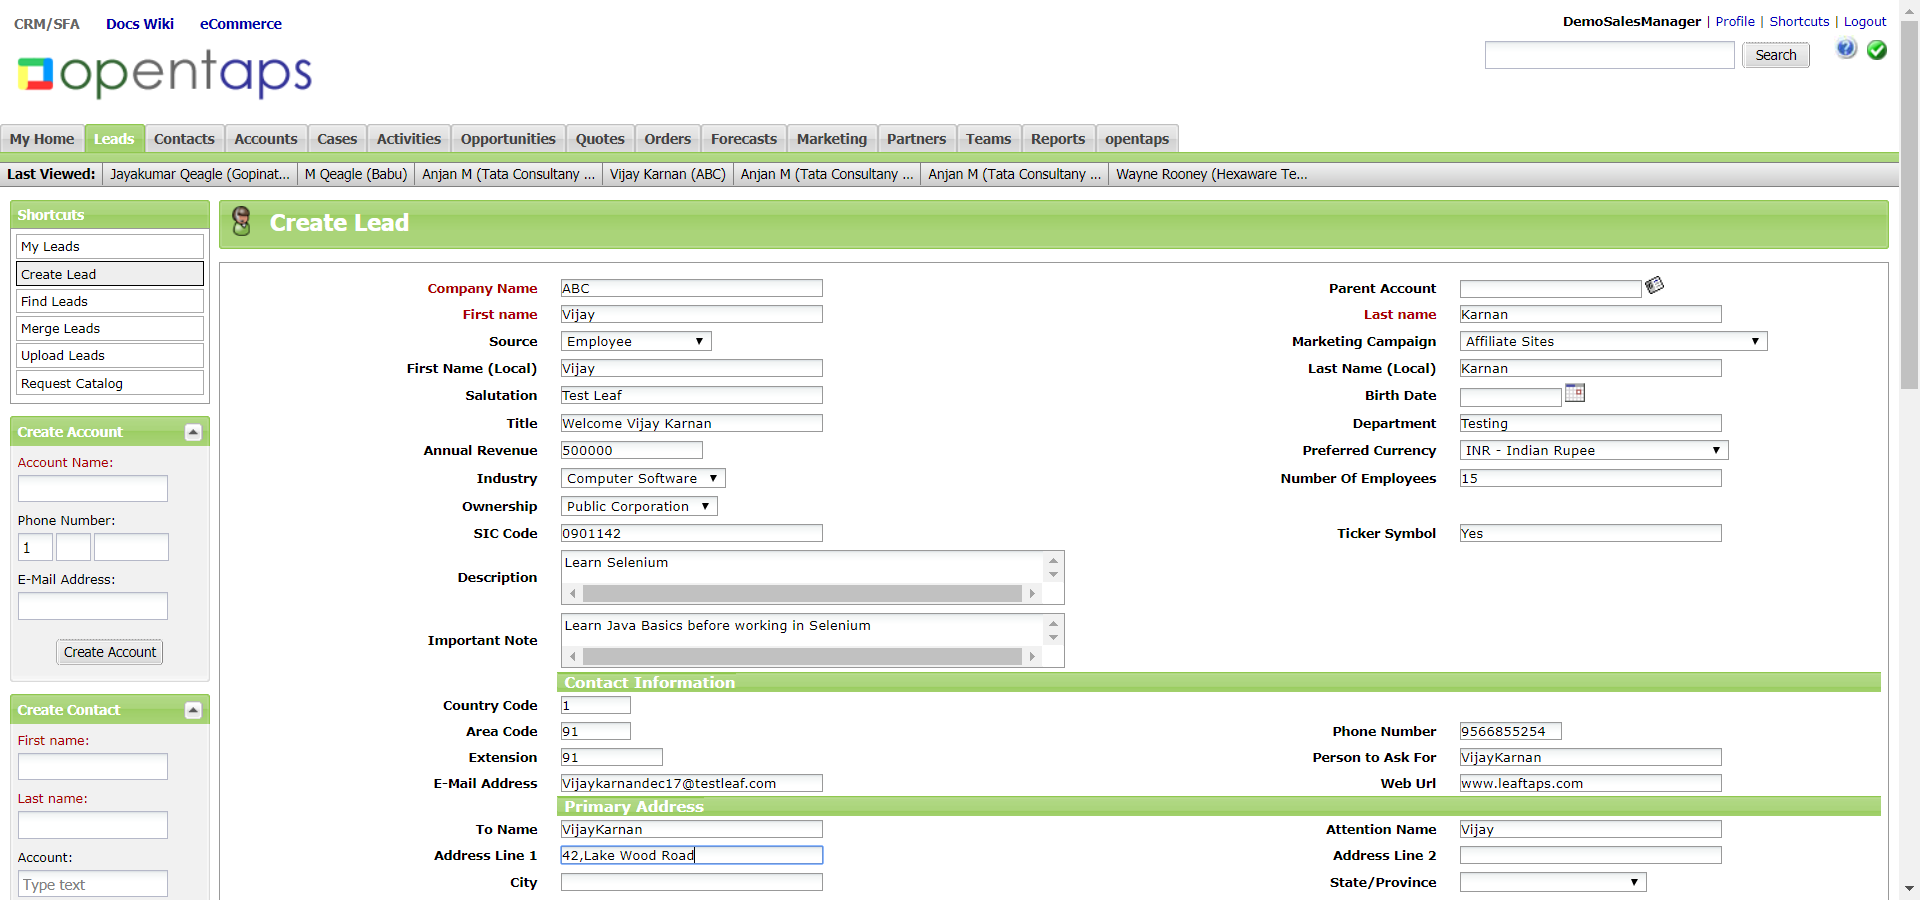 CRM/SFA Docs Wiki eCommerce
DemoSalesManager | Profile | Shortcuts | Logout
Search
opentaps
My Home Leads Contacts Accounts Cases Activities Opportunities Quotes Orders Forecasts Marketing Partners Teams Reports opentaps
Last Viewed: Jayakumar Qeagle (Gopinat... M Qeagle (Babu) Anjan M (Tata Consultany ... Vijay Karnan (ABC) Anjan M (Tata Consultany ... Anjan M (Tata Consultany ... Wayne Rooney (Hexaware Te...
Shortcuts
My Leads
Create Lead
Find Leads
Merge Leads
Upload Leads
Request Catalog
Create Account
Account Name:
Phone Number:
1
E-Mail Address:
Create Account
Create Contact
First name:
Last name:
Account:
Type text
Create Lead
Company Name ABC Parent Account
First name Vijay Last name Karnan
Source Employee Marketing Campaign Affiliate Sites
First Name (Local) Vijay Last Name (Local) Karnan
Salutation Test Leaf Birth Date
Title Welcome Vijay Karnan Department Testing
Annual Revenue 500000 Preferred Currency INR - Indian Rupee
Industry Computer Software Number Of Employees 15
Ownership Public Corporation
SIC Code 0901142 Ticker Symbol Yes
Description Learn Selenium
Important Note Learn Java Basics before working in Selenium
Contact Information
Country Code 1
Area Code 91 Phone Number 9566855254
Extension 91 Person to Ask For VijayKarnan
E-Mail Address Vijaykarnandec17@testleaf.com Web Url www.leaftaps.com
Primary Address
To Name VijayKarnan Attention Name Vijay
Address Line 1 42,Lake Wood Road Address Line 2
City State/Province